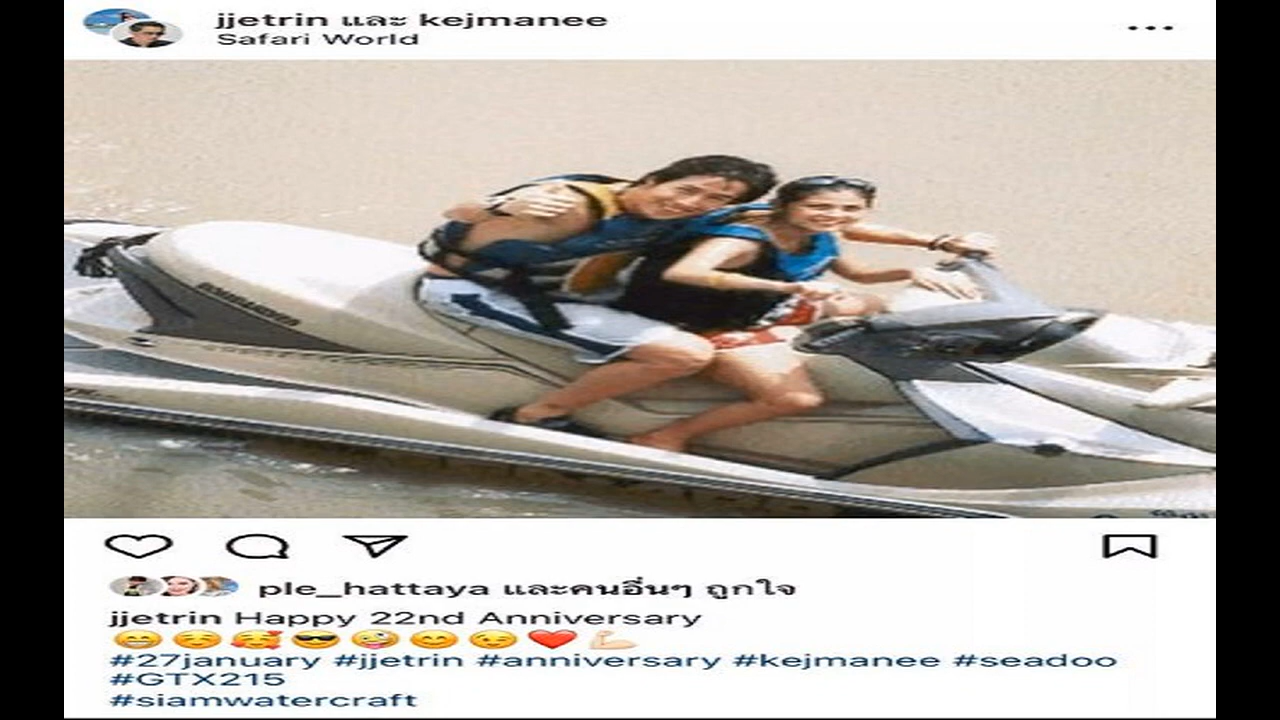 jjetrin และ kejmanee
Safari World
BOMBARDIER
ple_hattaya และคนอื่นๆ ถูกใจ
jjetrin Happy 22nd Anniversary
😁☺️🥰😎🤪😊😉❤️💪🏻
#27january #jjetrin #anniversary #kejmanee #seadoo
#GTX215
#siamwatercraft